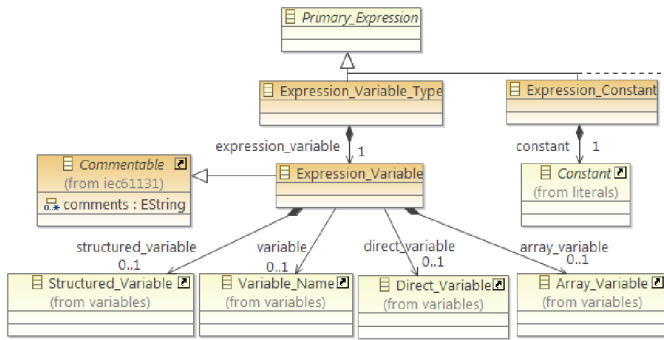 Primary_Expression
Expression_Variable_Type
Expression_Constant
expression_variable
1
constant
1
Commentable
(from iec61131)
0..* comments : EString
Expression_Variable
Constant
(from literals)
structured_variable
0..1
variable
0..1
direct_variable
0..1
array_variable
0..1
Structured_Variable
(from variables)
Variable_Name
(from variables)
Direct_Variable
(from variables)
Array_Variable
(from variables)